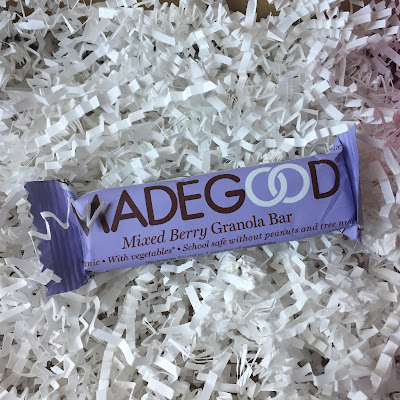 MADEGOOD
Mixed Berry Granola Bar
• With vegetables* • School safe without peanuts and tree